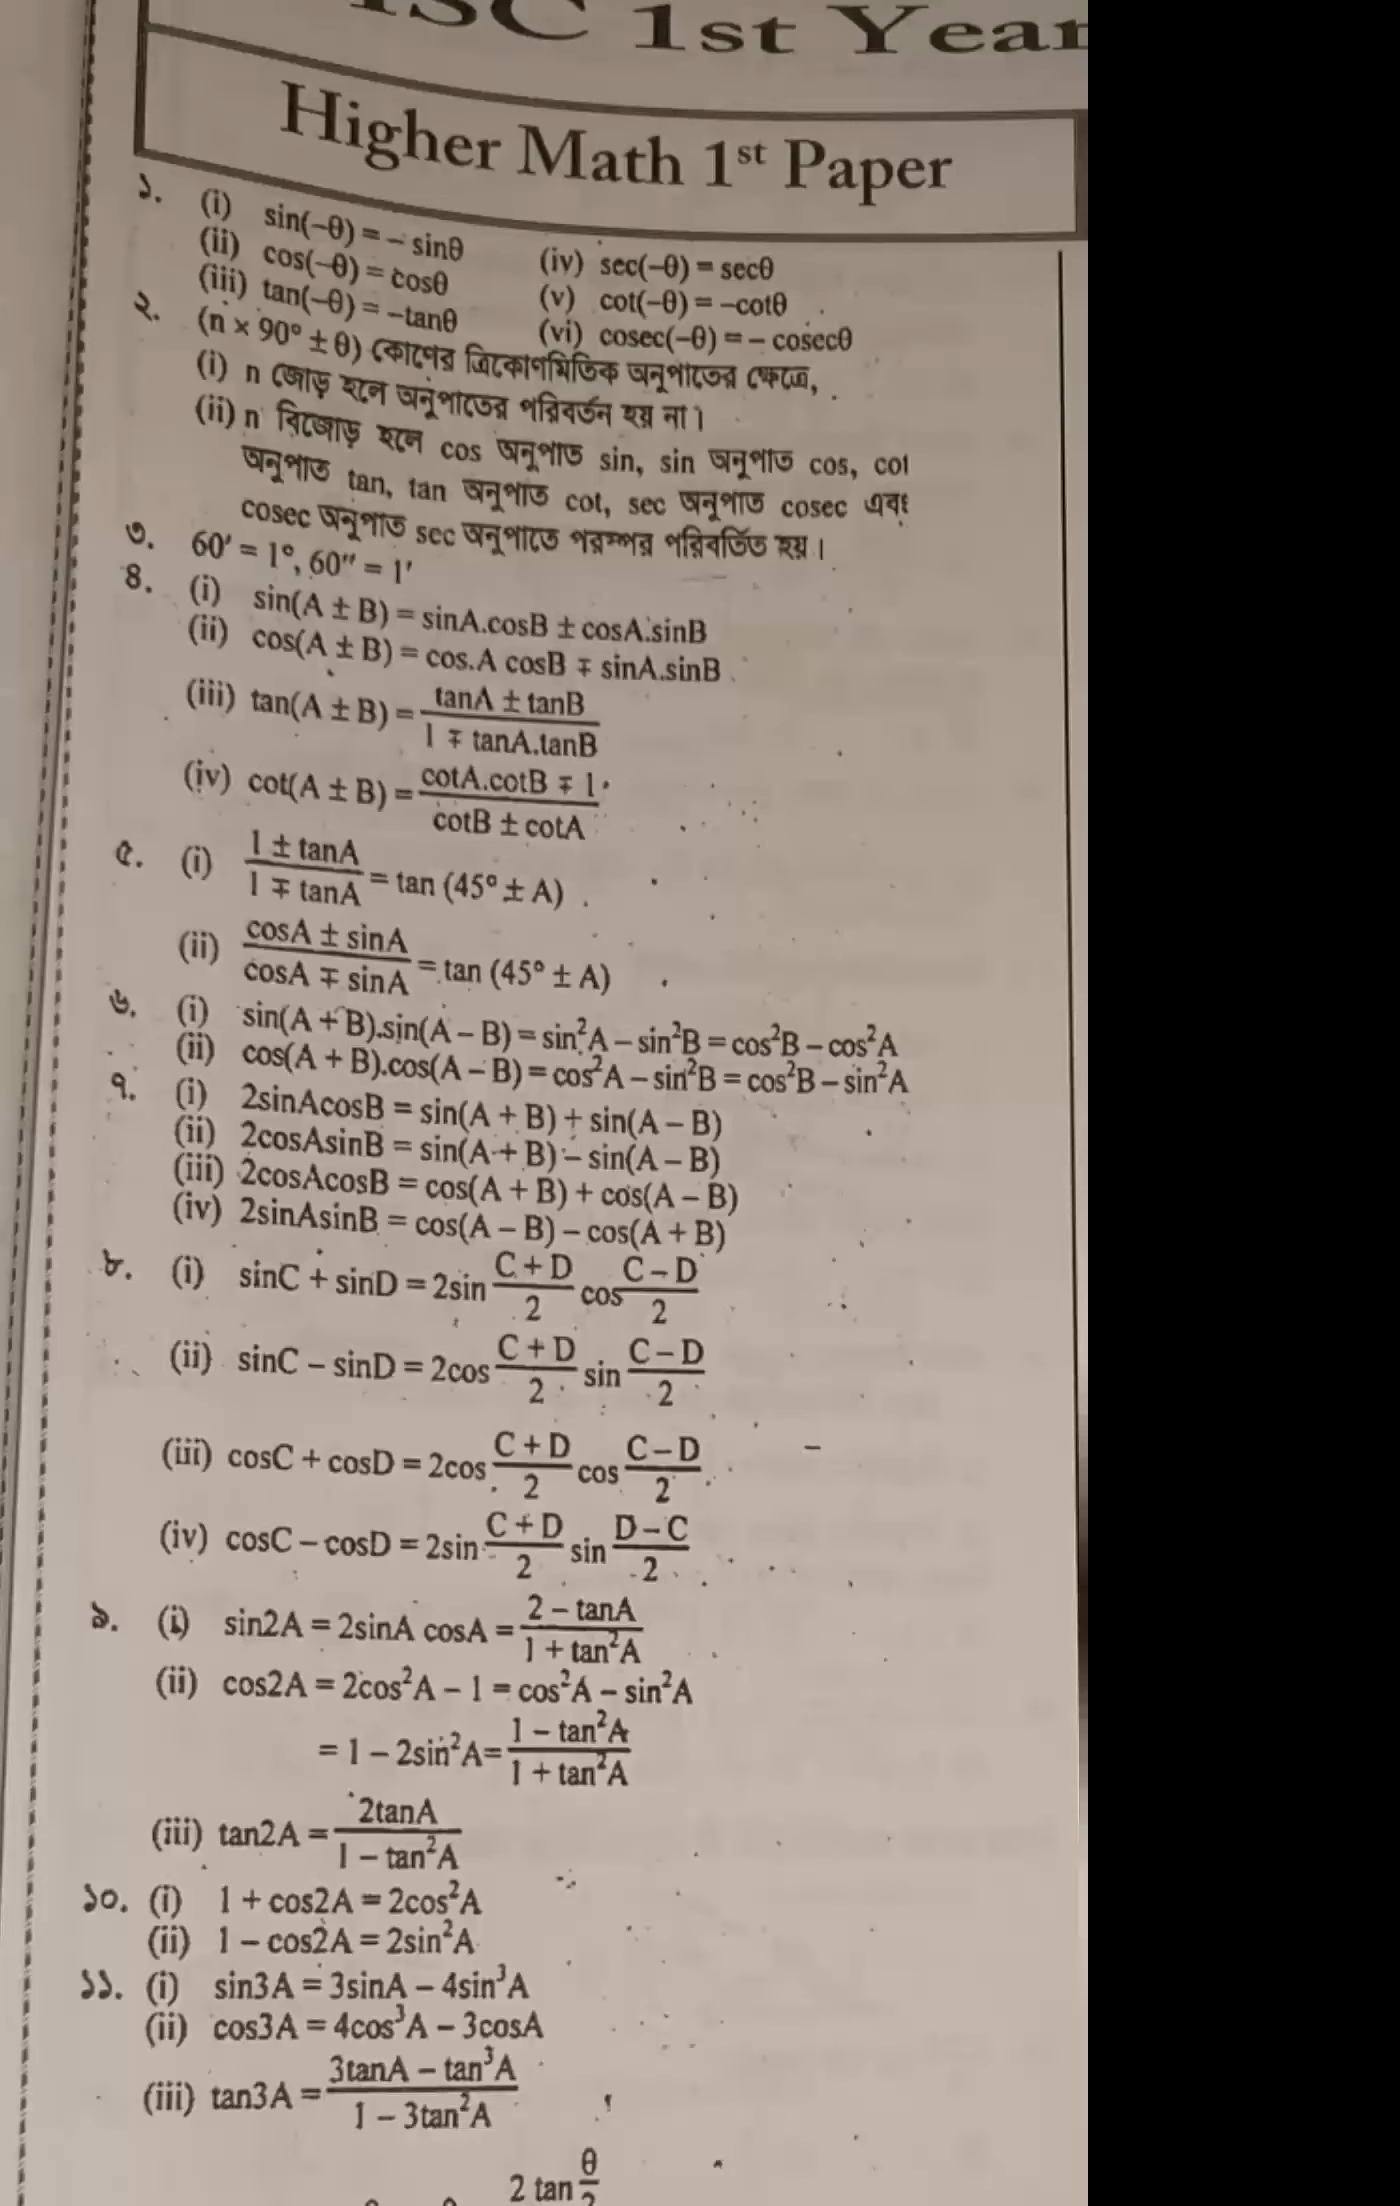 HSC 1st Year
Higher Math 1st Paper
১. (i) sin(−θ) = − sinθ
(ii) cos(−θ) = cosθ
(iii) tan(−θ) = −tanθ
(iv) sec(−θ) = secθ
(v) cot(−θ) = −cotθ
(vi) cosec(−θ) = − cosecθ
২. (n × 90° ± θ) কোণের ত্রিকোণমিতিক অনুপাতের ক্ষেত্রে,
(i) n জোড় হলে অনুপাতের পরিবর্তন হয় না।
(ii) n বিজোড় হলে cos অনুপাত sin, sin অনুপাত cos, cot
অনুপাত tan, tan অনুপাত cot, sec অনুপাত cosec এবং
cosec অনুপাত sec অনুপাতে পরস্পর পরিবর্তিত হয়।
৩. 60′ = 1°, 60″ = 1′
৪. (i) sin(A ± B) = sinA.cosB ± cosA.sinB
(ii) cos(A ± B) = cos.A cosB ∓ sinA.sinB
(iii) tan(A ± B) = (tanA ± tanB)/(1 ∓ tanA.tanB)
(iv) cot(A ± B) = (cotA.cotB ∓ 1)/(cotB ± cotA)
৫. (i) (1 ± tanA)/(1 ∓ tanA) = tan (45° ± A)
(ii) (cosA ± sinA)/(cosA ∓ sinA) = tan (45° ± A)
৬. (i) sin(A + B).sin(A − B) = sin²A − sin²B = cos²B − cos²A
(ii) cos(A + B).cos(A − B) = cos²A − sin²B = cos²B − sin²A
৭. (i) 2sinAcosB = sin(A + B) + sin(A − B)
(ii) 2cosAsinB = sin(A + B) − sin(A − B)
(iii) 2cosAcosB = cos(A + B) + cos(A − B)
(iv) 2sinAsinB = cos(A − B) − cos(A + B)
৮. (i) sinC + sinD = 2sin (C + D)/2 cos (C − D)/2
(ii) sinC − sinD = 2cos (C + D)/2 sin (C − D)/2
(iii) cosC + cosD = 2cos (C + D)/2 cos (C − D)/2
(iv) cosC − cosD = 2sin (C + D)/2 sin (D − C)/2
৯. (i) sin2A = 2sinA cosA = (2 − tanA)/(1 + tan²A)
(ii) cos2A = 2cos²A − 1 = cos²A − sin²A
= 1 − 2sin²A = (1 − tan²A)/(1 + tan²A)
(iii) tan2A = 2tanA/(1 − tan²A)
১০. (i) 1 + cos2A = 2cos²A
(ii) 1 − cos2A = 2sin²A
১১. (i) sin3A = 3sinA − 4sin³A
(ii) cos3A = 4cos³A − 3cosA
(iii) tan3A = (3tanA − tan³A)/(1 − 3tan²A)
2 tan θ/2